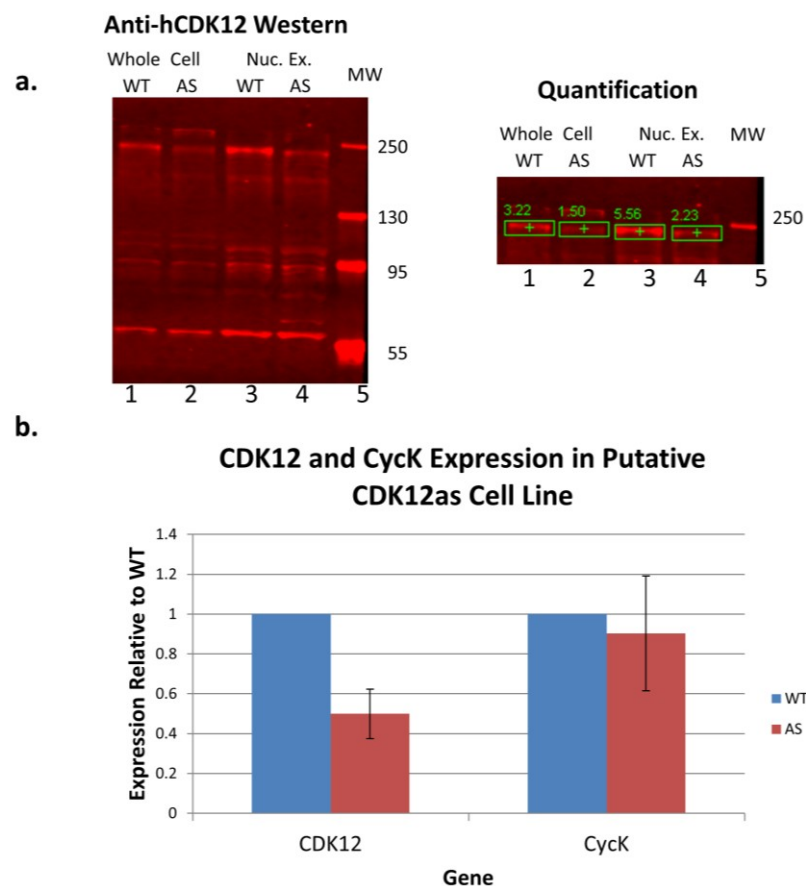 Anti-hCDK12 Western
a.
Whole Cell Nuc. Ex.
WT AS WT AS MW
250
130
95
55
1 2 3 4 5
Quantification
Whole Cell Nuc. Ex. MW
WT AS WT AS
3.22 1.50 5.56 2.23
250
1 2 3 4 5
b.
CDK12 and CycK Expression in Putative
CDK12as Cell Line
Expression Relative to WT
1.4
1.2
1
0.8
0.6
0.4
0.2
0
CDK12 CycK
Gene
WT
AS